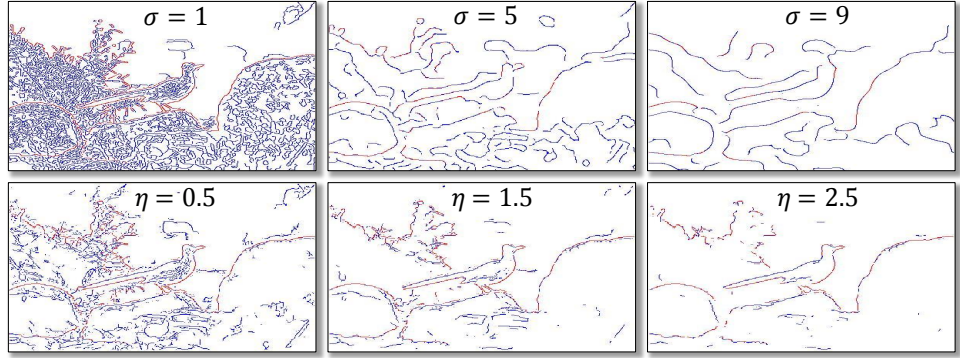 σ = 1
σ = 5
σ = 9
η = 0.5
η = 1.5
η = 2.5